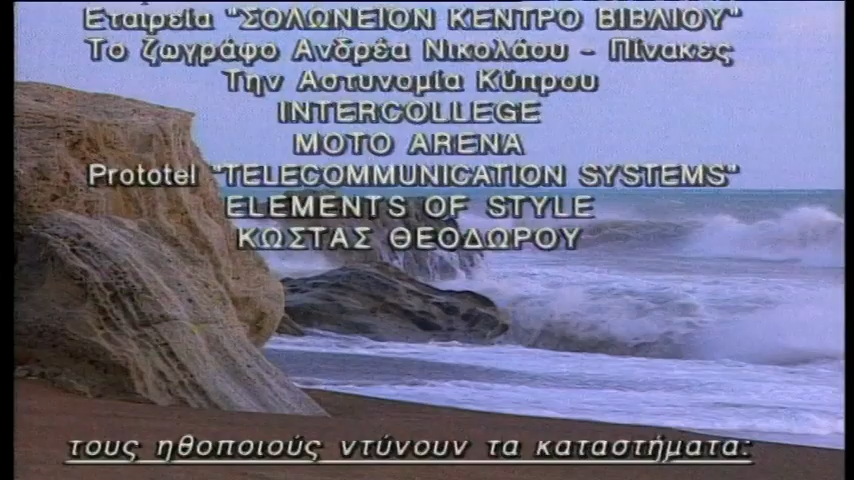 Εταιρεία "ΣΟΛΩΝΕΙΟΝ ΚΕΝΤΡΟ ΒΙΒΛΙΟΥ"
Το ζωγράφο Ανδρέα Νικολάου - Πίνακες
Την Αστυνομία Κύπρου
INTERCOLLEGE
MOTO ARENA
Prototel "TELECOMMUNICATION SYSTEMS"
ELEMENTS OF STYLE
ΚΩΣΤΑΣ ΘΕΟΔΩΡΟΥ
τους ηθοποιούς ντύνουν τα καταστήματα: